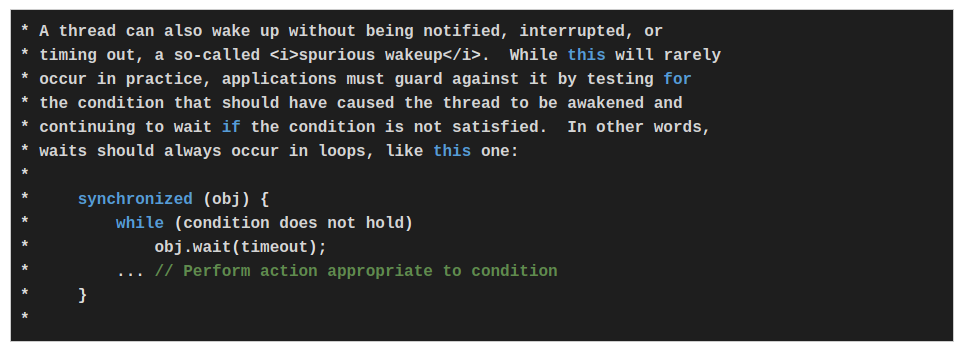 * A thread can also wake up without being notified, interrupted, or
* timing out, a so-called <i>spurious wakeup</i>.  While this will rarely
* occur in practice, applications must guard against it by testing for
* the condition that should have caused the thread to be awakened and
* continuing to wait if the condition is not satisfied.  In other words,
* waits should always occur in loops, like this one:
*
*     synchronized (obj) {
*         while (condition does not hold)
*             obj.wait(timeout);
*         ... // Perform action appropriate to condition
*     }
*